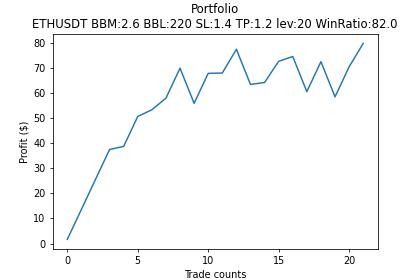 Portfolio
ETHUSDT BBM:2.6 BBL:220 SL:1.4 TP:1.2 lev:20 WinRatio:82.0
80
70
60
50
40
30
20
10
0
Profit ($)
0 5 10 15 20
Trade counts